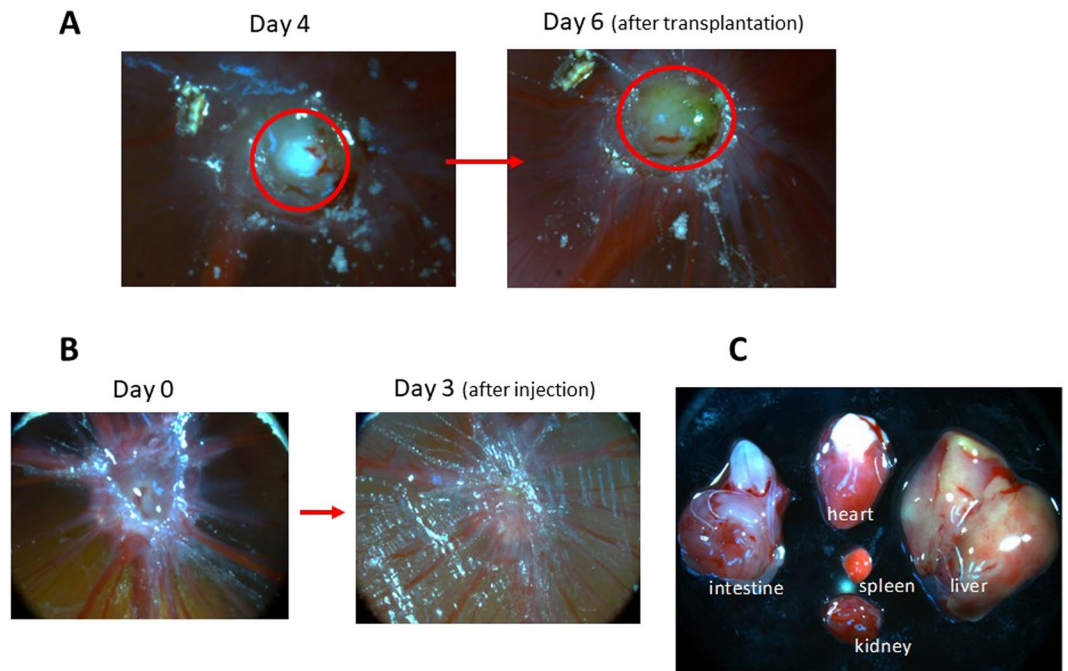 A
Day 4
Day 6 (after transplantation)
B
Day 0
Day 3 (after injection)
C
heart
intestine
spleen
liver
kidney